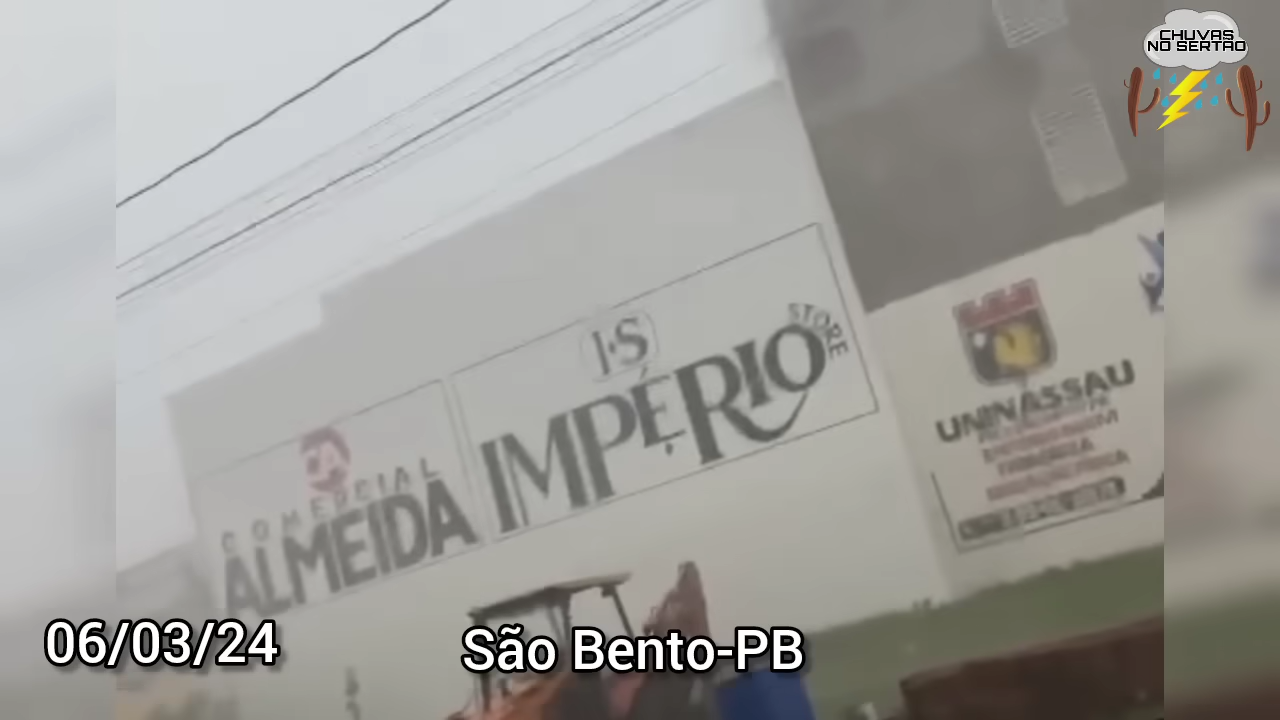 CHUVAS
NO SERTÃO
I·S
IMPÉRIO
STORE
COMERCIAL
ALMEIDA
UNINASSAU
06/03/24
São Bento-PB